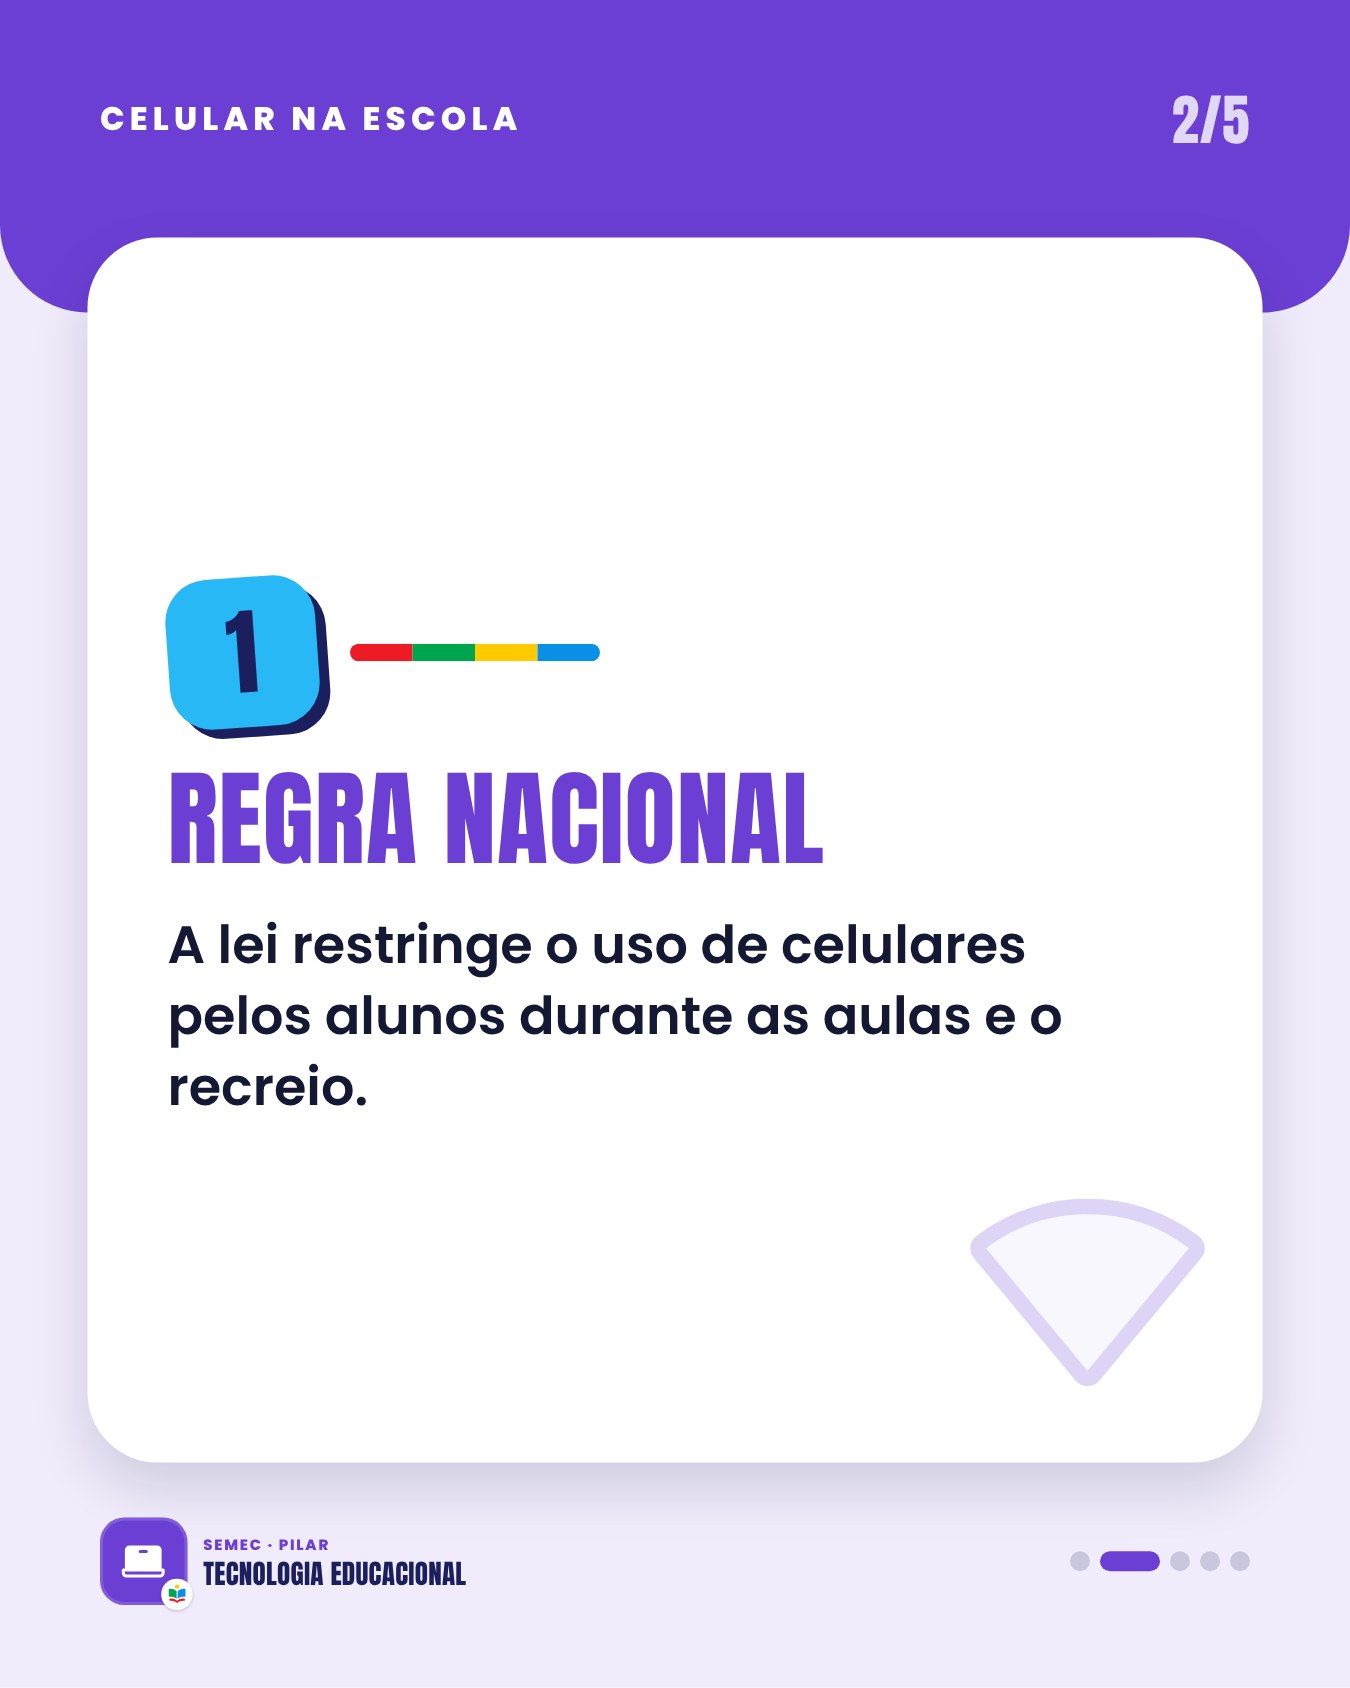 CELULAR NA ESCOLA
2/5
1
REGRA NACIONAL
A lei restringe o uso de celulares
pelos alunos durante as aulas e o
recreio.
SEMEC · PILAR
TECNOLOGIA EDUCACIONAL